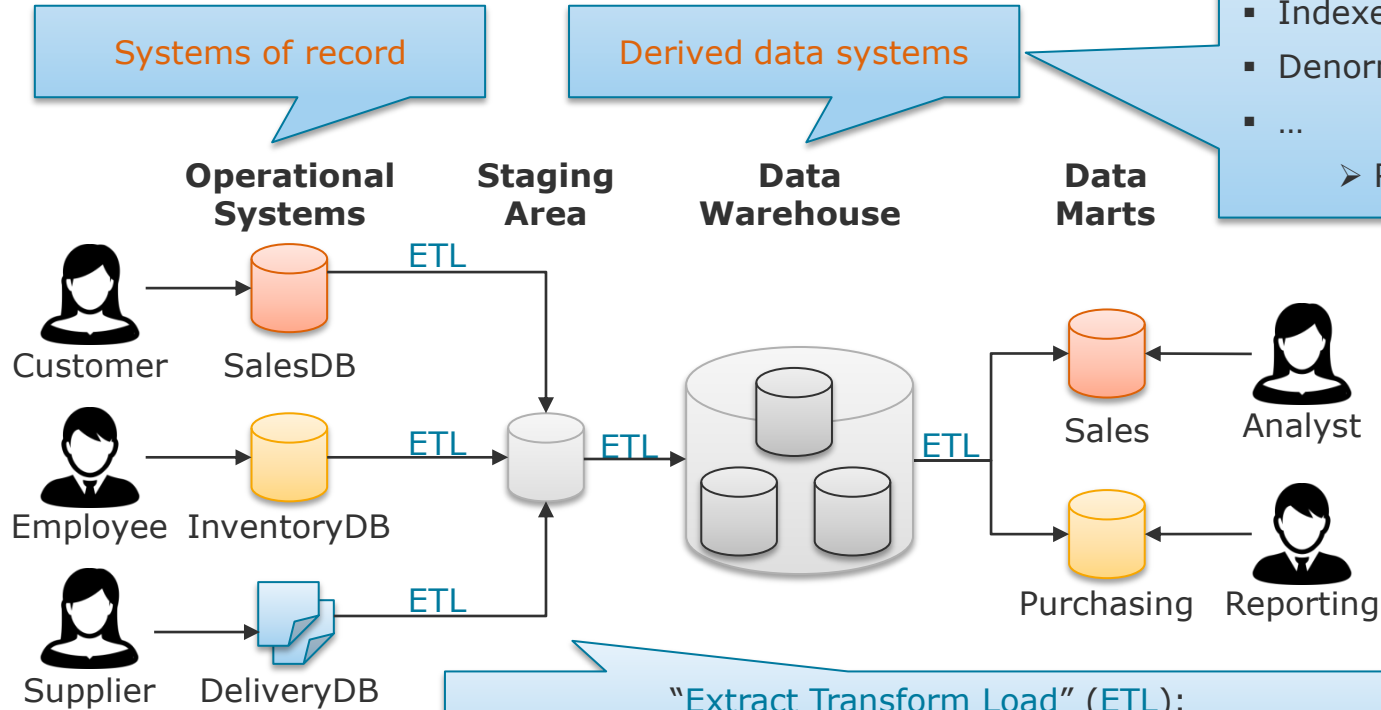 Systems of record
Derived data systems
▪ Indexe
▪ Denorr
▪ …
➢
Operational
Systems
Staging
Area
Data
Warehouse
Data
Marts
ETL
Customer
SalesDB
ETL
ETL
ETL
Sales
Analyst
Employee
InventoryDB
ETL
Purchasing
Reporting
Supplier
DeliveryDB
"Extract Transform Load" (ETL):